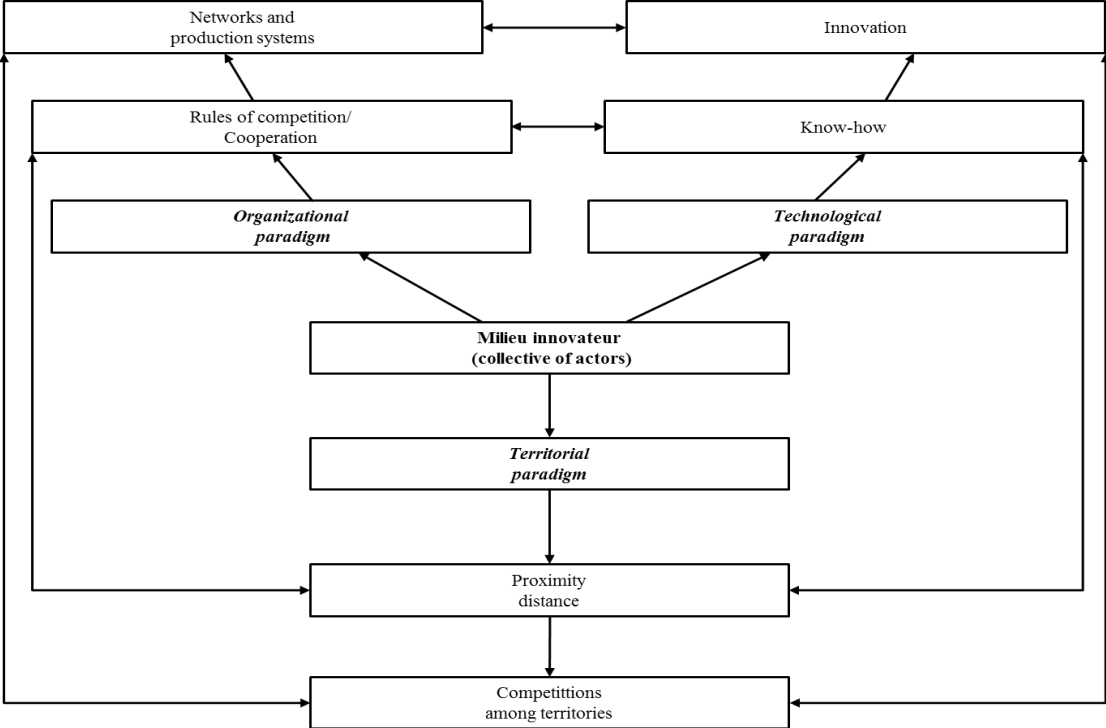 Networks and
production systems
Innovation
Rules of competition/
Cooperation
Know-how
Organizational
paradigm
Technological
paradigm
Milieu innovateur
(collective of actors)
Territorial
paradigm
Proximity
distance
Competittions
among territories